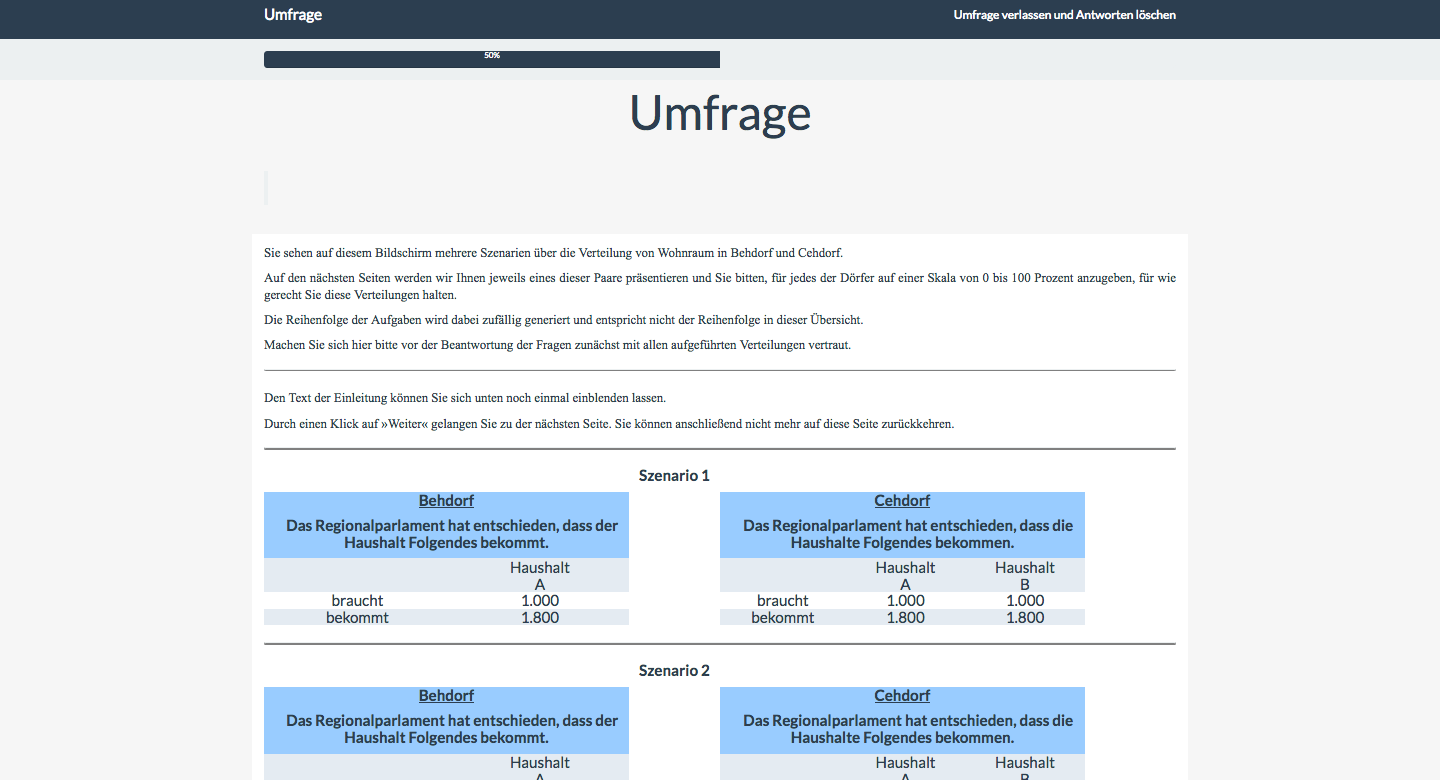 Umfrage
Umfrage verlassen und Antworten löschen
50%
Umfrage
Sie sehen auf diesem Bildschirm mehrere Szenarien über die Verteilung von Wohnraum in Behdorf und Cehdorf.
Auf den nächsten Seiten werden wir Ihnen jeweils eines dieser Paare präsentieren und Sie bitten, für jedes der Dörfer auf einer Skala von 0 bis 100 Prozent anzugeben, für wie
gerecht Sie diese Verteilungen halten.
Die Reihenfolge der Aufgaben wird dabei zufällig generiert und entspricht nicht der Reihenfolge in dieser Übersicht.
Machen Sie sich hier bitte vor der Beantwortung der Fragen zunächst mit allen aufgeführten Verteilungen vertraut.
Den Text der Einleitung können Sie sich unten noch einmal einblenden lassen.
Durch einen Klick auf »Weiter« gelangen Sie zu der nächsten Seite. Sie können anschließend nicht mehr auf diese Seite zurückkehren.
Szenario 1
Behdorf
Das Regionalparlament hat entschieden, dass der
Haushalt Folgendes bekommt.
Haushalt
A
braucht 1.000
bekommt 1.800
Cehdorf
Das Regionalparlament hat entschieden, dass die
Haushalte Folgendes bekommen.
Haushalt Haushalt
A B
braucht 1.000 1.000
bekommt 1.800 1.800
Szenario 2
Behdorf
Das Regionalparlament hat entschieden, dass der
Haushalt Folgendes bekommt.
Haushalt
A
Cehdorf
Das Regionalparlament hat entschieden, dass die
Haushalte Folgendes bekommen.
Haushalt Haushalt
A B